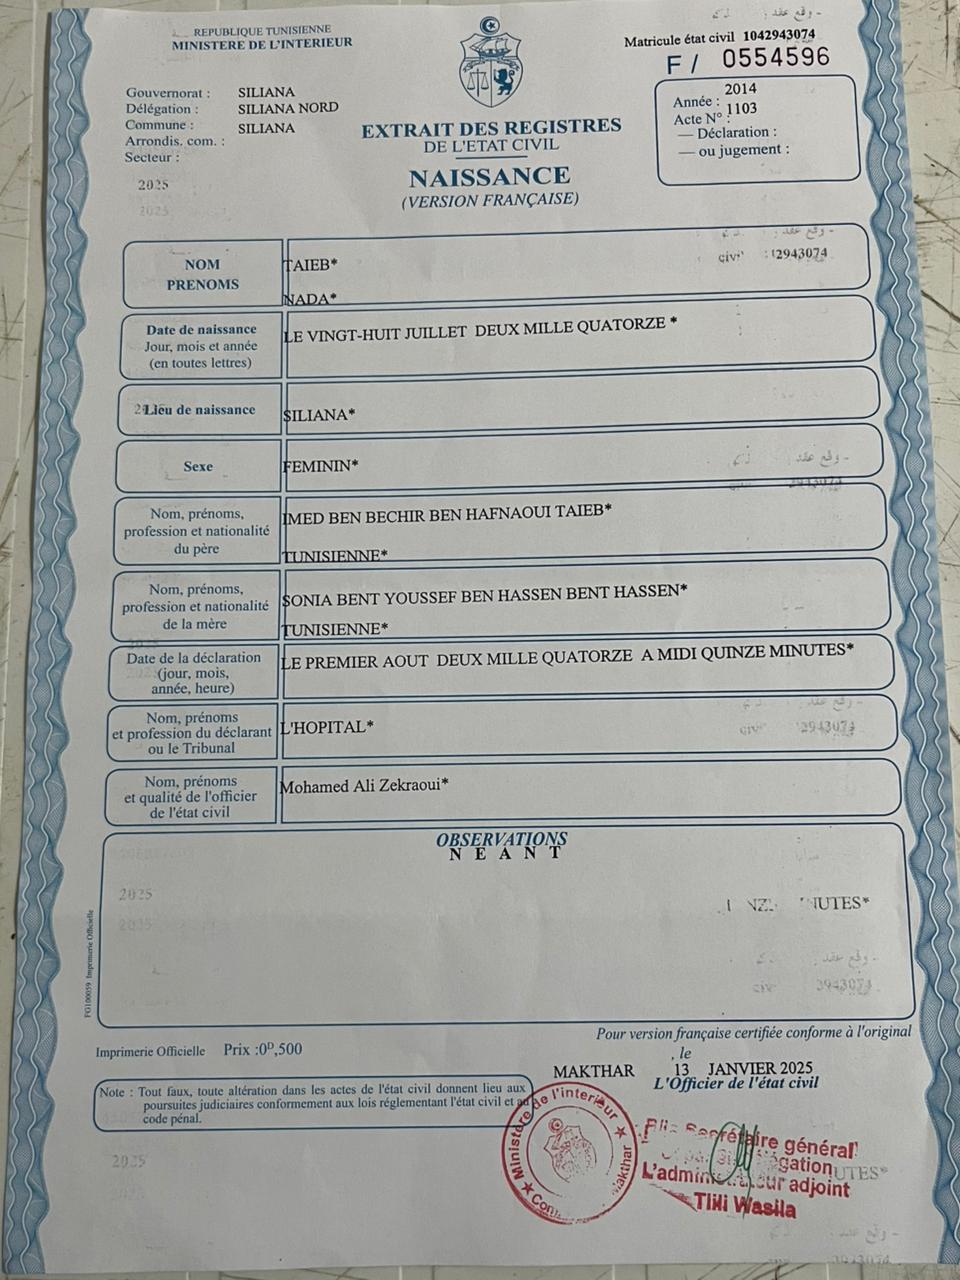 REPUBLIQUE TUNISIENNE
MINISTERE DE L'INTERIEUR
Matricule état civil 1042943074
F / 0554596
Gouvernorat : SILIANA
Délégation : SILIANA NORD
Commune : SILIANA
Arrondis. com. :
Secteur :
2025
2025
EXTRAIT DES REGISTRES
DE L'ETAT CIVIL
NAISSANCE
(VERSION FRANÇAISE)
2014
Année :
1103
Acte N° :
— Déclaration :
— ou jugement :
NOM
PRENOMS
TAIEB*
NADA*
Date de naissance
Jour, mois et année
(en toutes lettres)
LE VINGT-HUIT JUILLET DEUX MILLE QUATORZE *
Lieu de naissance
SILIANA*
Sexe
FEMININ*
Nom, prénoms,
profession et nationalité
du père
IMED BEN BECHIR BEN HAFNAOUI TAIEB*
TUNISIENNE*
Nom, prénoms,
profession et nationalité
de la mère
SONIA BENT YOUSSEF BEN HASSEN BENT HASSEN*
TUNISIENNE*
Date de la déclaration
(jour, mois,
année, heure)
LE PREMIER AOUT DEUX MILLE QUATORZE A MIDI QUINZE MINUTES*
Nom, prénoms
et profession du déclarant
ou le Tribunal
L'HOPITAL*
Nom, prénoms
et qualité de l'officier
de l'état civil
Mohamed Ali Zekraoui*
OBSERVATIONS
N E A N T
2025
2025
FG100059 Imprimerie Officielle
Pour version française certifiée conforme à l'original
Imprimerie Officielle Prix :0ᴰ,500
, le
MAKTHAR 13 JANVIER 2025
L'Officier de l'état civil
Note : Tout faux, toute altération dans les actes de l'état civil donnent lieu aux
poursuites judiciaires conformement aux lois réglementant l'état civil et au
code pénal.
Ministère de l'interieur
Makthar
Secrétaire général
L'administrateur adjoint
Tlili Wasila
2025